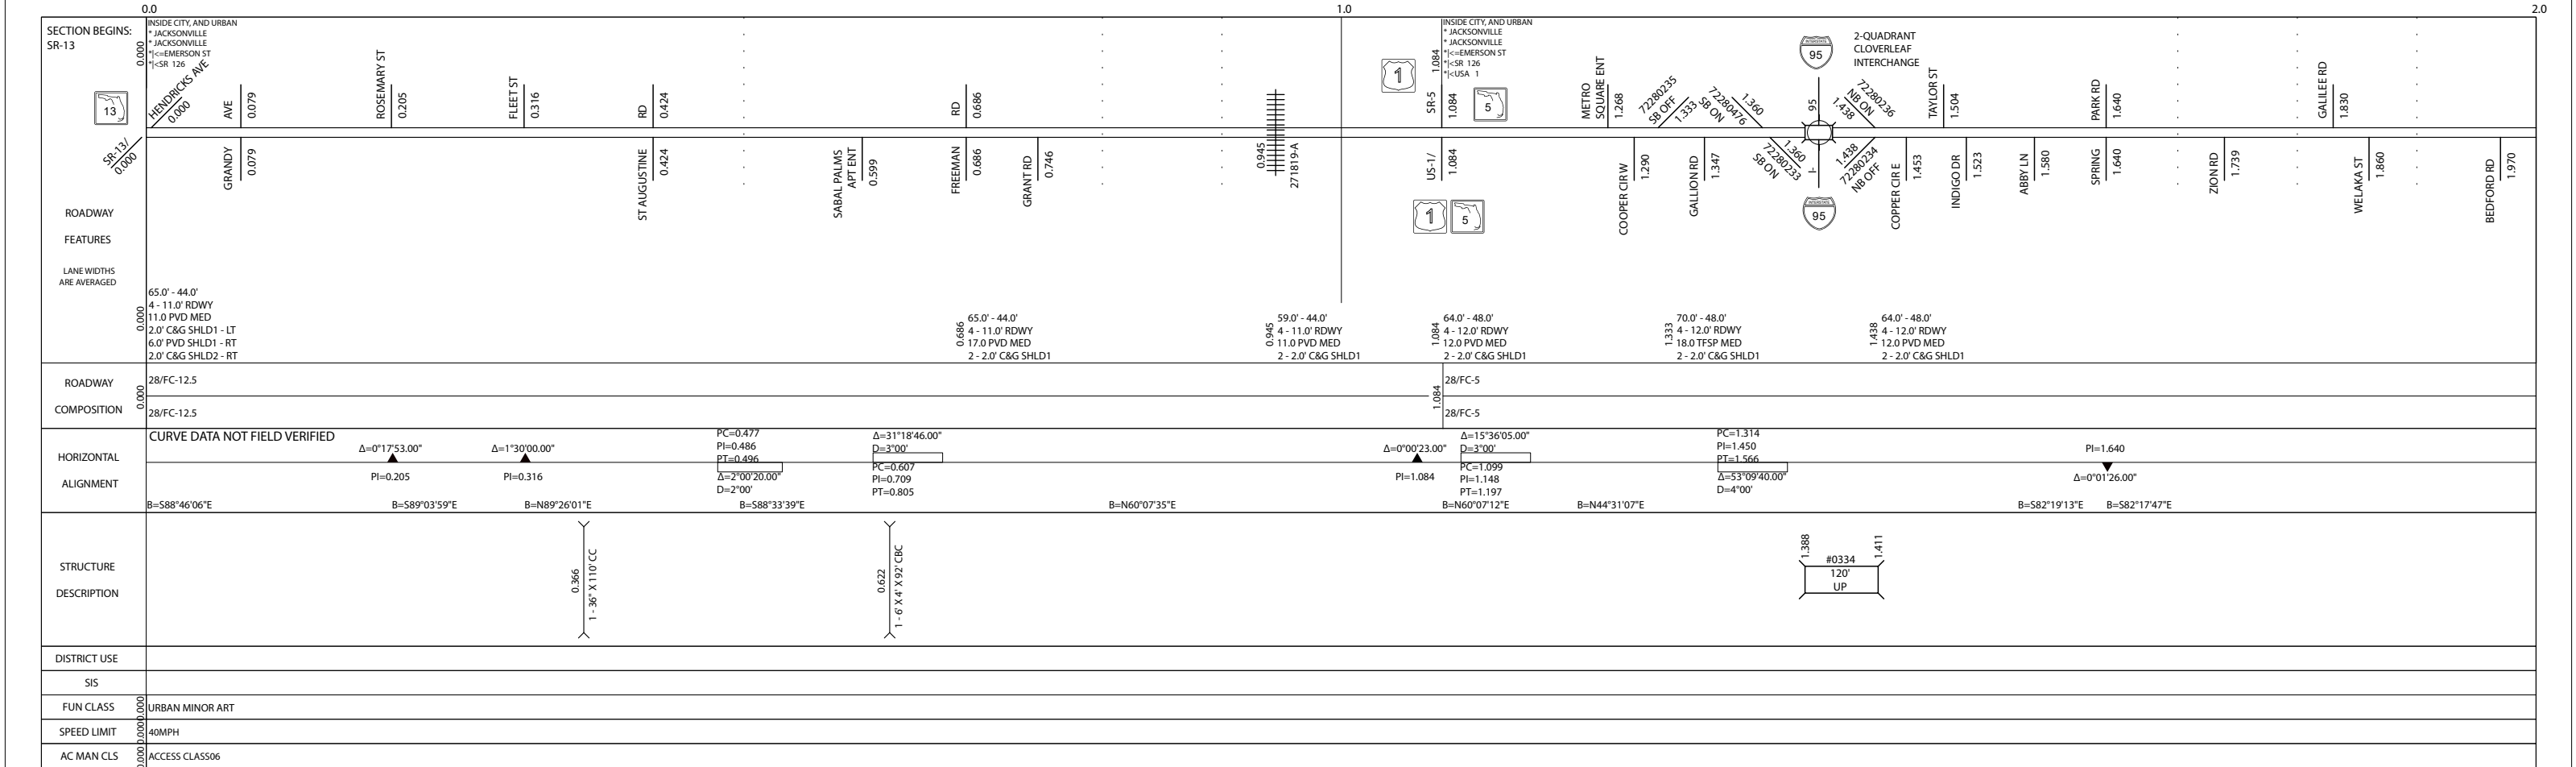 0.0
1.0
2.0
SECTION BEGINS:
SR-13
0.000
INSIDE CITY, AND URBAN
* JACKSONVILLE
* JACKSONVILLE
*|<=EMERSON ST
*|<SR 126
13
HENDRICKS AVE
0.000
SR-13/
0.000
AVE
0.079
GRANDY
0.079
ROSEMARY ST
0.205
FLEET ST
0.316
RD
0.424
ST AUGUSTINE
0.424
SABAL PALMS
APT ENT
0.599
RD
0.686
FREEMAN
0.686
GRANT RD
0.746
0.945
271819-A
1
1.084
INSIDE CITY, AND URBAN
* JACKSONVILLE
* JACKSONVILLE
*|<=EMERSON ST
*|<SR 126
*|<USA 1
SR-5
1.084
5
US-1/
1.084
1
5
METRO
SQUARE ENT
1.268
COOPER CIR W
1.290
72280235
SB OFF
1.333
GALLION RD
1.347
72280476
SB ON
1.360
1.360
72280233
SB ON
INTERSTATE
95
95
I-
INTERSTATE
95
2-QUADRANT
CLOVERLEAF
INTERCHANGE
72280236
NB ON
1.438
1.438
72280234
NB OFF
COPPER CIR E
1.453
TAYLOR ST
1.504
INDIGO DR
1.523
ABBY LN
1.580
PARK RD
1.640
SPRING
1.640
ZION RD
1.739
GALILEE RD
1.830
WELAKA ST
1.860
BEDFORD RD
1.970
ROADWAY
FEATURES
LANE WIDTHS
ARE AVERAGED
0.000
65.0' - 44.0'
4 - 11.0' RDWY
11.0 PVD MED
2.0' C&G SHLD1 - LT
6.0' PVD SHLD1 - RT
2.0' C&G SHLD2 - RT
0.686
65.0' - 44.0'
4 - 11.0' RDWY
17.0 PVD MED
2 - 2.0' C&G SHLD1
0.945
59.0' - 44.0'
4 - 11.0' RDWY
11.0 PVD MED
2 - 2.0' C&G SHLD1
1.084
64.0' - 48.0'
4 - 12.0' RDWY
12.0 PVD MED
2 - 2.0' C&G SHLD1
1.333
70.0' - 48.0'
4 - 12.0' RDWY
18.0 TFSP MED
2 - 2.0' C&G SHLD1
1.438
64.0' - 48.0'
4 - 12.0' RDWY
12.0 PVD MED
2 - 2.0' C&G SHLD1
ROADWAY
COMPOSITION
0.000
28/FC-12.5
28/FC-12.5
1.084
28/FC-5
28/FC-5
HORIZONTAL
ALIGNMENT
CURVE DATA NOT FIELD VERIFIED
Δ=0°17'53.00"
PI=0.205
Δ=1°30'00.00"
PI=0.316
PC=0.477
PI=0.486
PT=0.496
Δ=2°00'20.00"
D=2°00'
Δ=31°18'46.00"
D=3°00'
PC=0.607
PI=0.709
PT=0.805
Δ=0°00'23.00"
PI=1.084
Δ=15°36'05.00"
D=3°00'
PC=1.099
PI=1.148
PT=1.197
PC=1.314
PI=1.450
PT=1.566
Δ=53°09'40.00"
D=4°00'
PI=1.640
Δ=0°01'26.00"
B=S88°46'06"E
B=S89°03'59"E
B=N89°26'01"E
B=S88°33'39"E
B=N60°07'35"E
B=N60°07'12"E
B=N44°31'07"E
B=S82°19'13"E
B=S82°17'47"E
STRUCTURE
DESCRIPTION
0.366
1 - 36" X 110' CC
0.622
1 - 6' X 4' X 92' CBC
1.388
1.411
#0334
120'
UP
DISTRICT USE
SIS
FUN CLASS
0.000
URBAN MINOR ART
SPEED LIMIT
0.000
40MPH
AC MAN CLS
0.000
ACCESS CLASS06